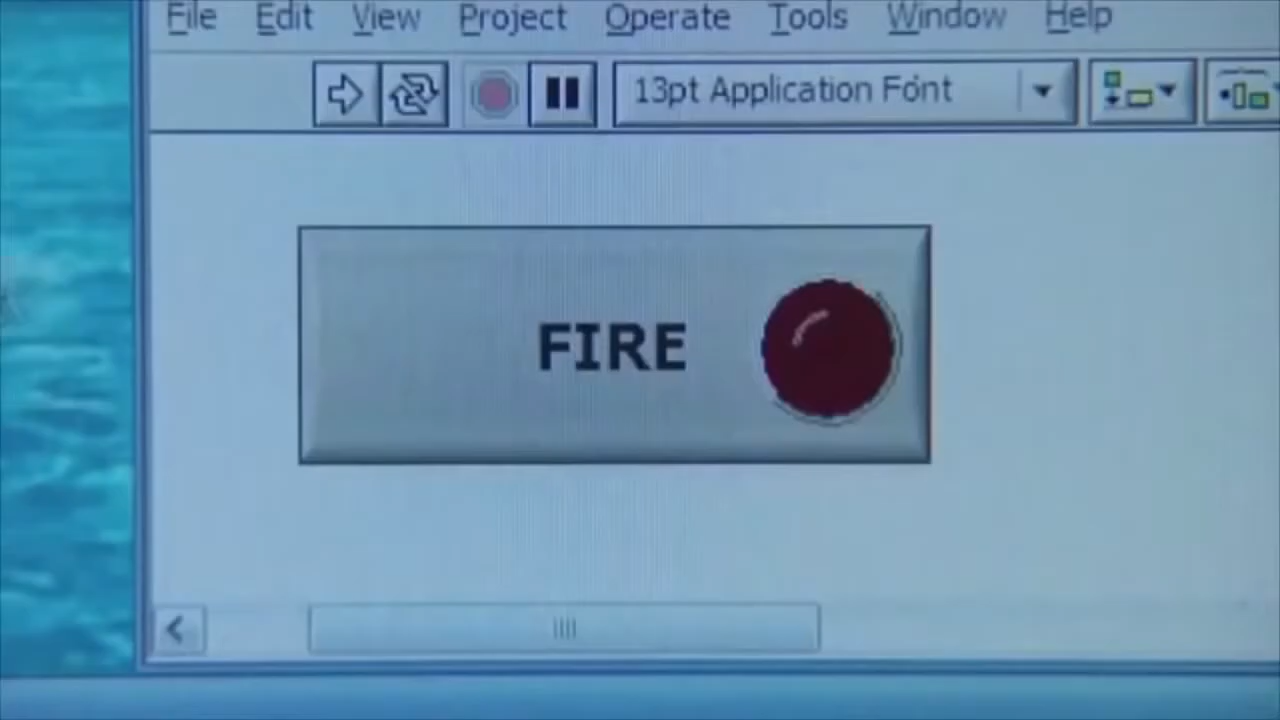 File Edit View Project Operate Tools Window Help
13pt Application Font
FIRE